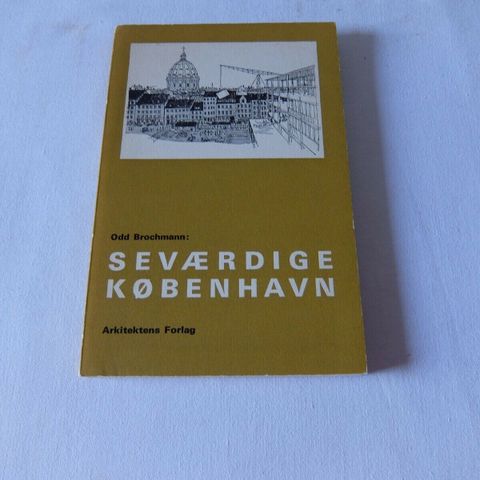 Odd Brochmann:
SEVÆRDIGE
KØBENHAVN
Arkitektens Forlag